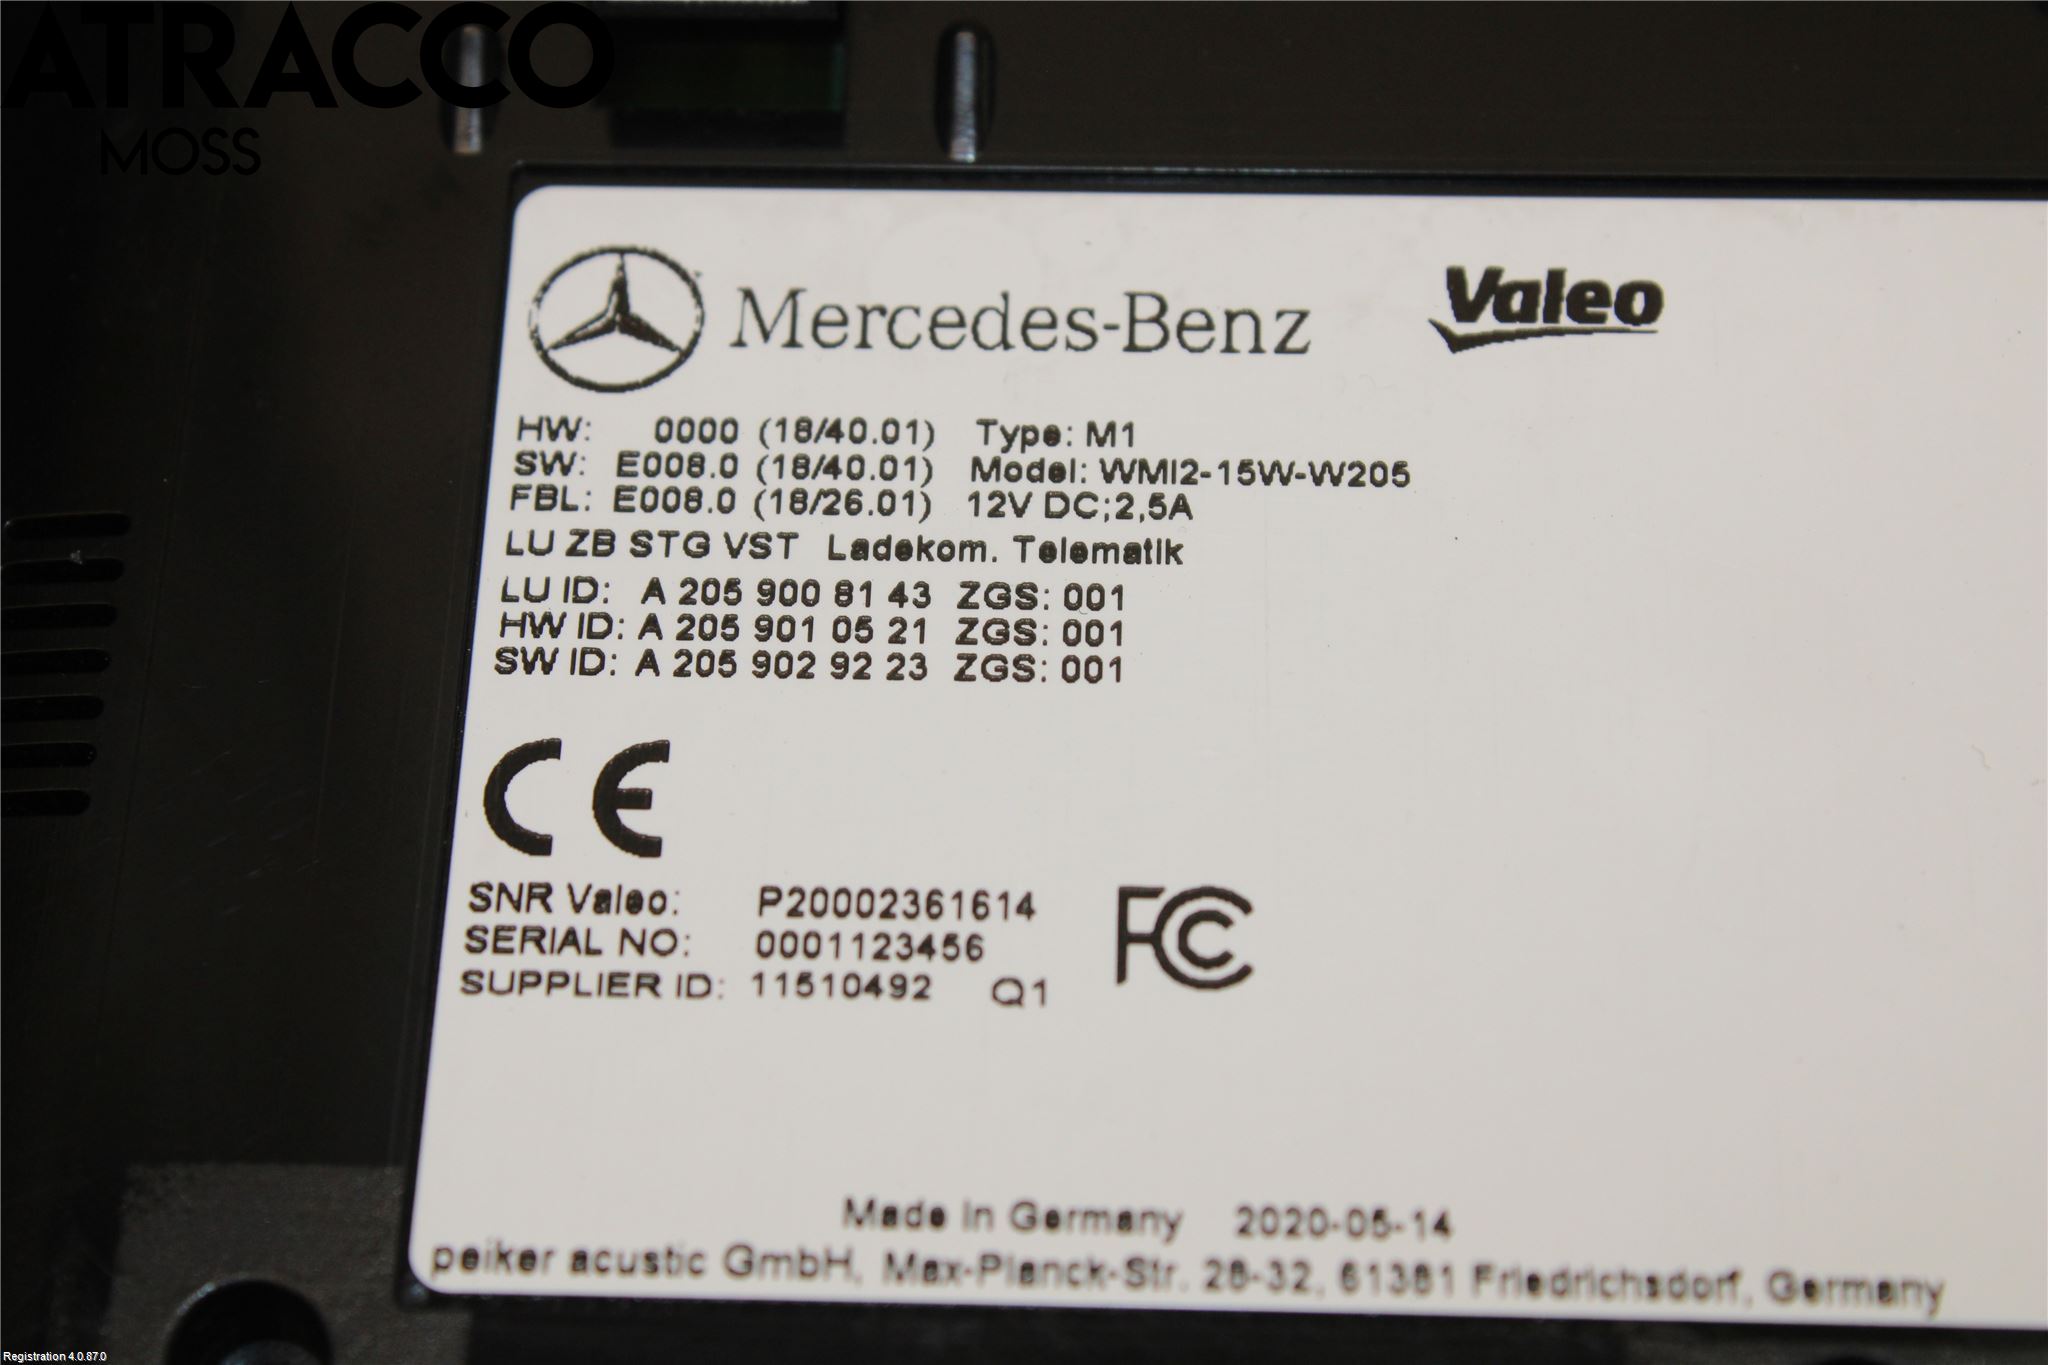 ATRACCO
MOSS
Mercedes-Benz Valeo
HW: 0000 (18/40.01) Type: M1
SW: E008.0 (18/40.01) Model: WMI2-15W-W205
FBL: E008.0 (18/26.01) 12V DC;2,5A
LU ZB STG VST Ladekom. Telematik
LU ID: A 205 900 81 43 ZGS: 001
HW ID: A 205 901 05 21 ZGS: 001
SW ID: A 205 902 92 23 ZGS: 001
CE
SNR Valeo: P20002361614
SERIAL NO: 0001123456
SUPPLIER ID: 11510492 Q1
FC
Made in Germany 2020-05-14
peiker acustic GmbH, Max-Planck-Str. 28-32, 61381 Friedrichsdorf, Germany
Registration 4.0.87.0